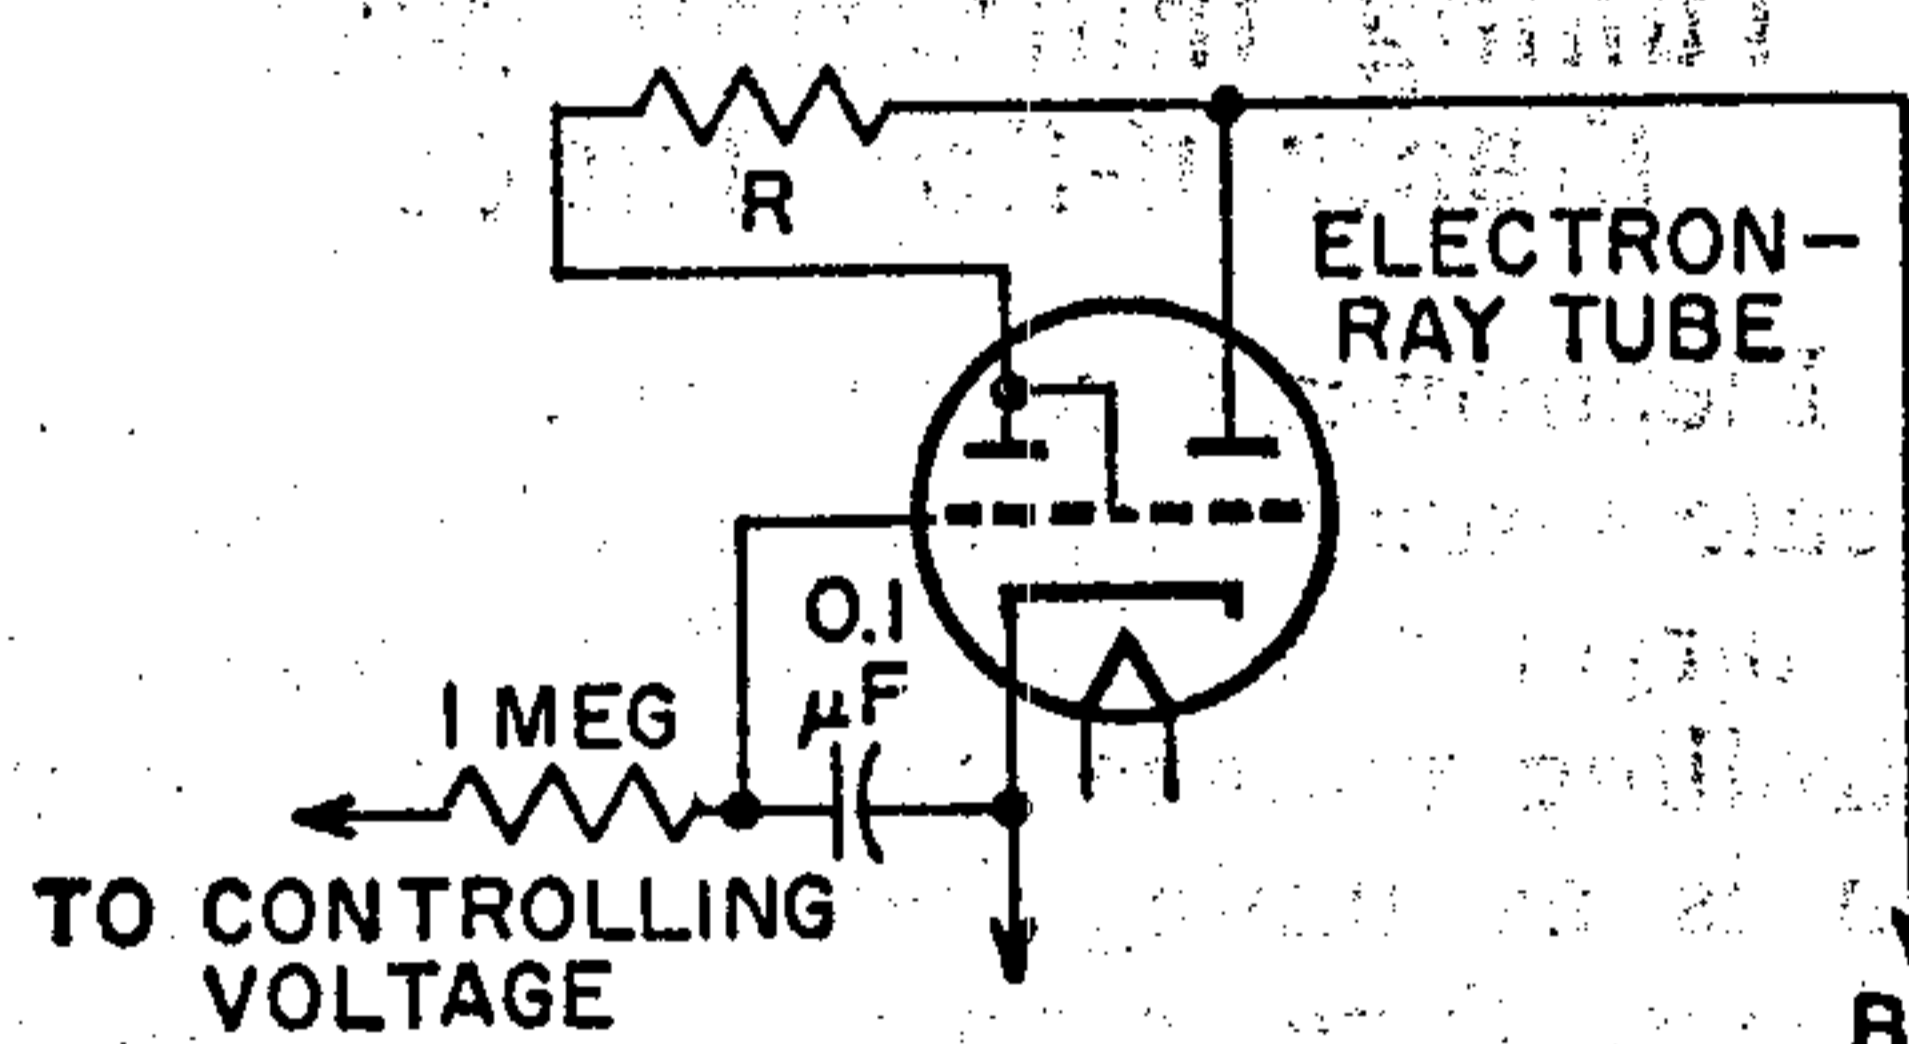 R
ELECTRON-
RAY TUBE
0.1
µF
1 MEG
TO CONTROLLING
VOLTAGE
B